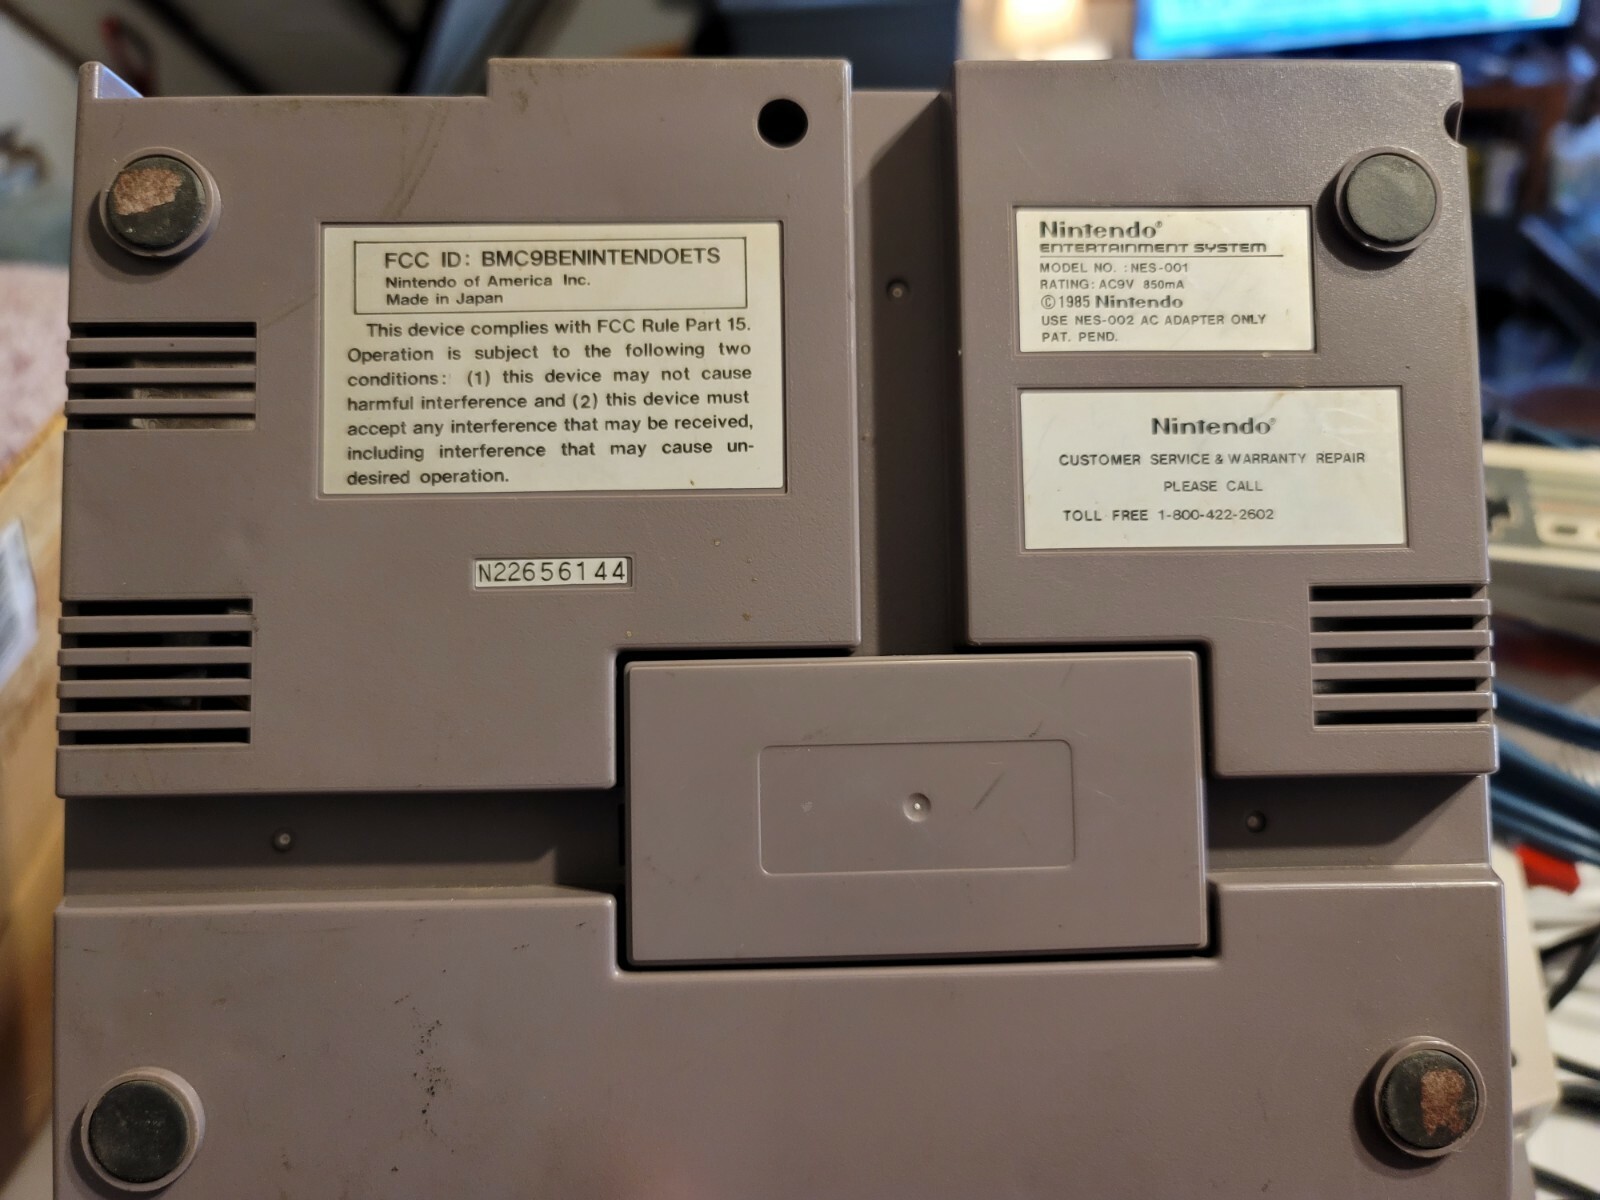 FCC ID: BMC9BENINTENDOETS
Nintendo of America Inc.
Made in Japan
This device complies with FCC Rule Part 15.
Operation is subject to the following two
conditions: (1) this device may not cause
harmful interference and (2) this device must
accept any interference that may be received,
including interference that may cause un-
desired operation.
N22656144
Nintendo®
ENTERTAINMENT SYSTEM
MODEL NO. : NES-001
RATING: AC9V 850mA
©1985 Nintendo
USE NES-002 AC ADAPTER ONLY
PAT. PEND.
Nintendo®
CUSTOMER SERVICE & WARRANTY REPAIR
PLEASE CALL
TOLL FREE 1-800-422-2602